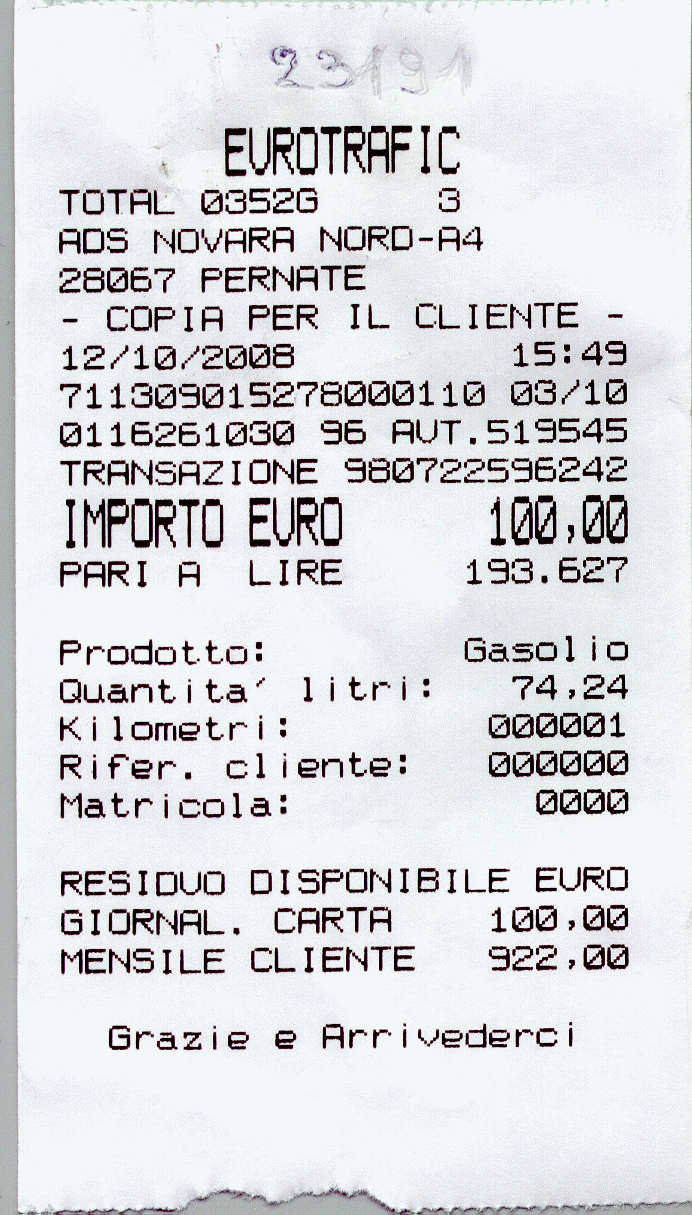 23191
EUROTRAFIC
TOTAL 0352G 3
ADS NOVARA NORD-A4
28067 PERNATE
- COPIA PER IL CLIENTE -
12/10/2008 15:49
711309015278000110 03/10
0116261030 96 AUT.519545
TRANSAZIONE 980722596242
IMPORTO EURO 100,00
PARI A LIRE 193.627
Prodotto: Gasolio
Quantita' litri: 74,24
Kilometri: 000001
Rifer. cliente: 000000
Matricola: 0000
RESIDUO DISPONIBILE EURO
GIORNAL. CARTA 100,00
MENSILE CLIENTE 922,00
Grazie e Arrivederci